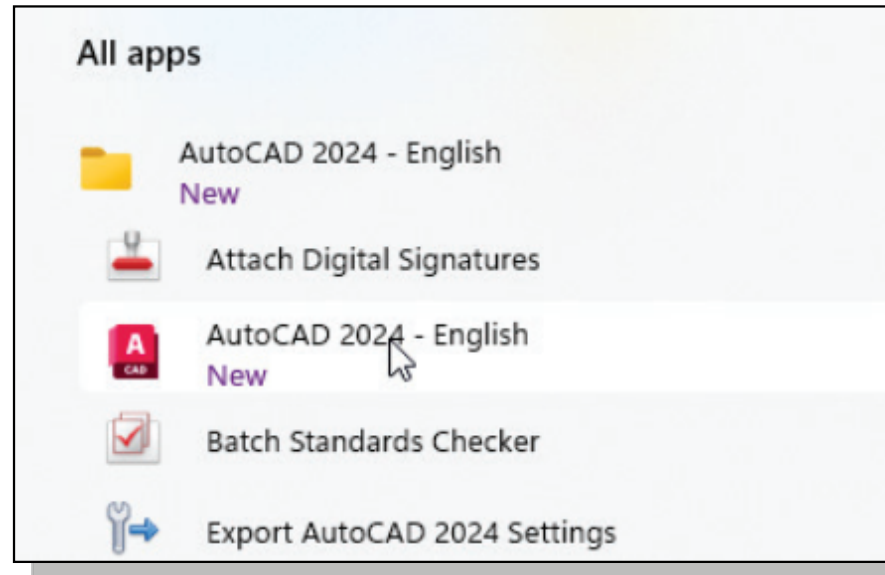 All apps
AutoCAD 2024 - English
New
Attach Digital Signatures
AutoCAD 2024 - English
New
A
CAD
Batch Standards Checker
Export AutoCAD 2024 Settings